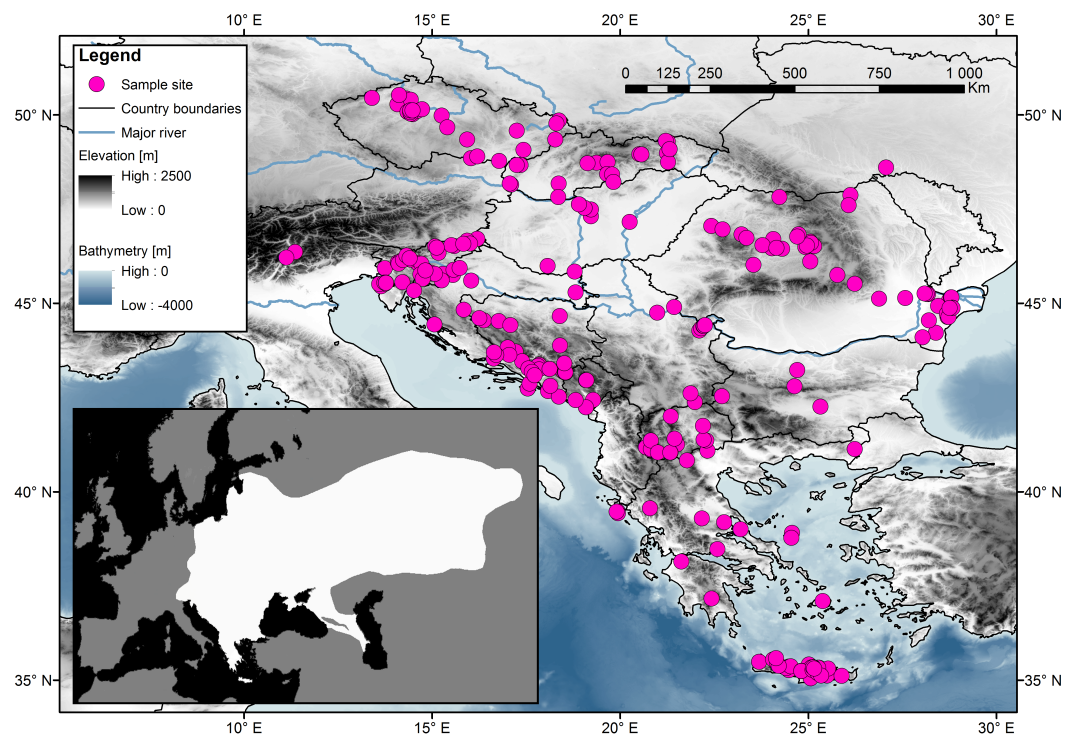 10° E 15° E 20° E 25° E 30° E
Legend
Sample site
Country boundaries
Major river
Elevation [m]
High : 2500
Low : 0
Bathymetry [m]
High : 0
Low : -4000
0 125 250 500 750 1 000
Km
50° N 50° N
45° N 45° N
40° N 40° N
35° N 35° N
10° E 15° E 20° E 25° E 30° E